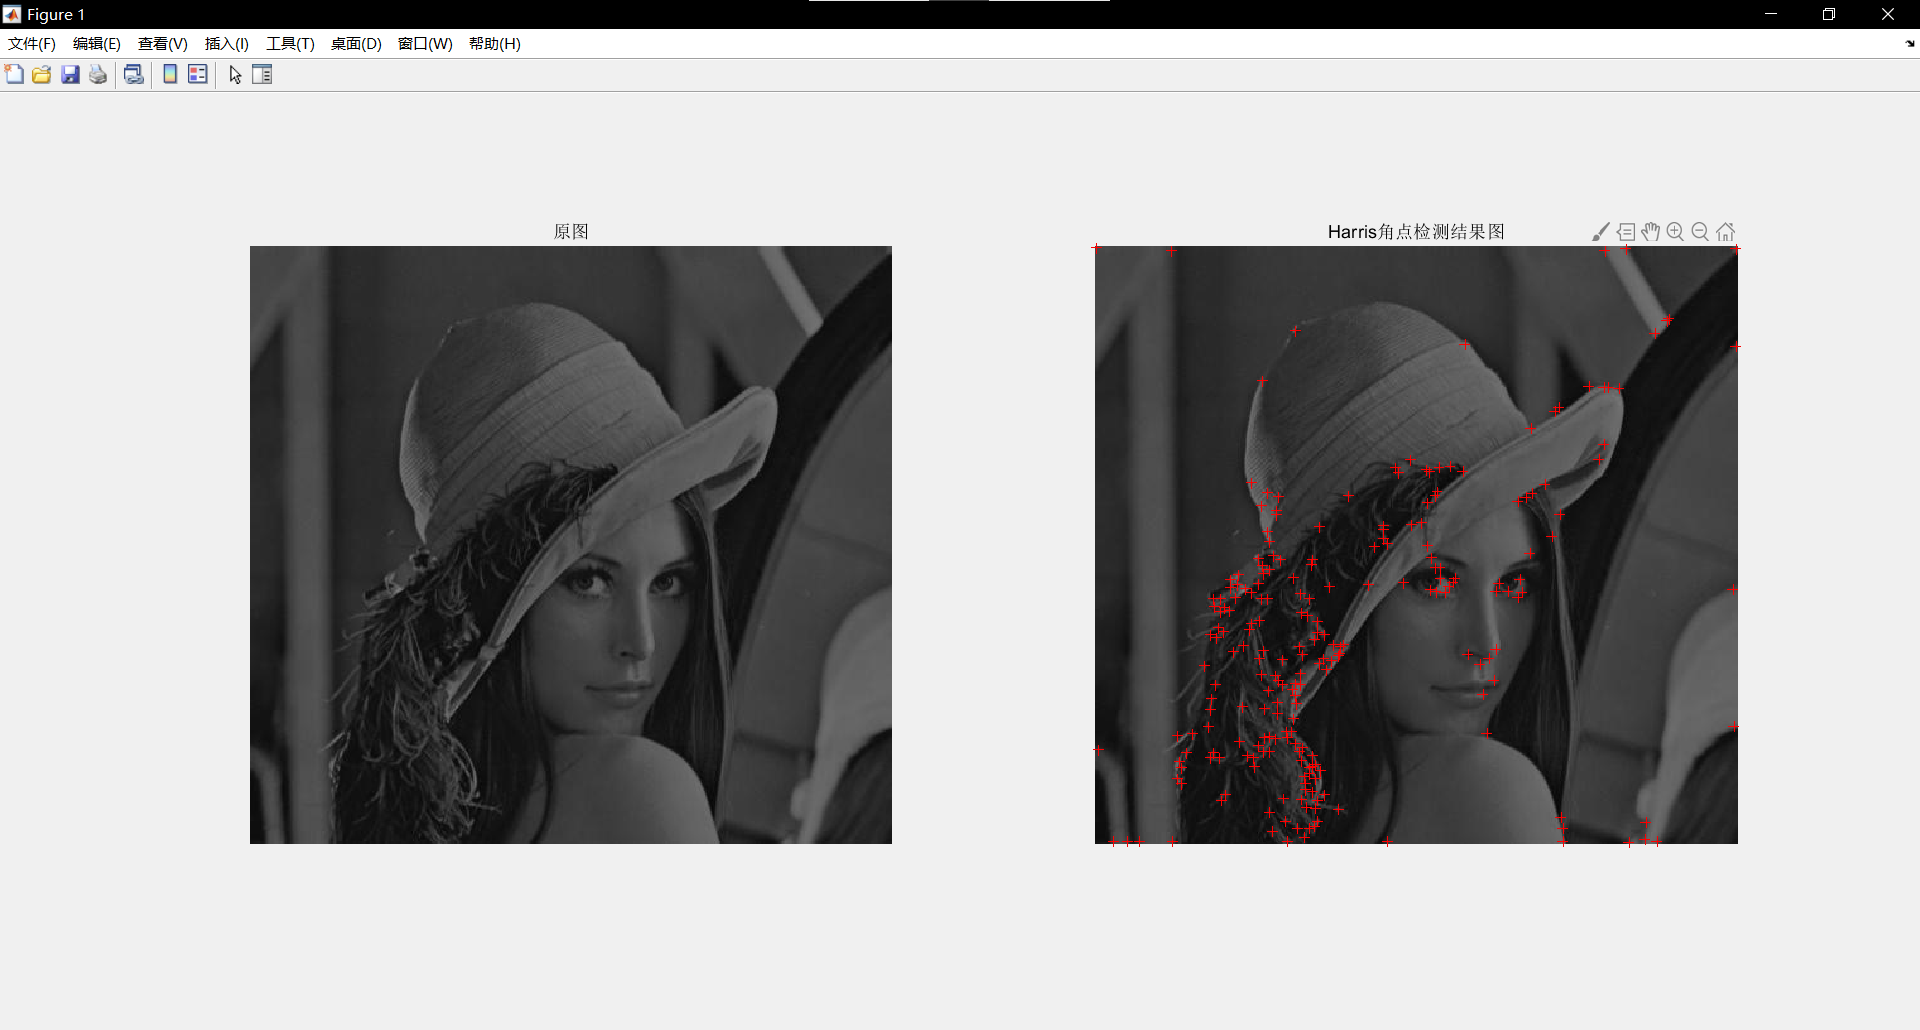 Figure 1
文件(F) 编辑(E) 查看(V) 插入(I) 工具(T) 桌面(D) 窗口(W) 帮助(H)
原图
Harris角点检测结果图